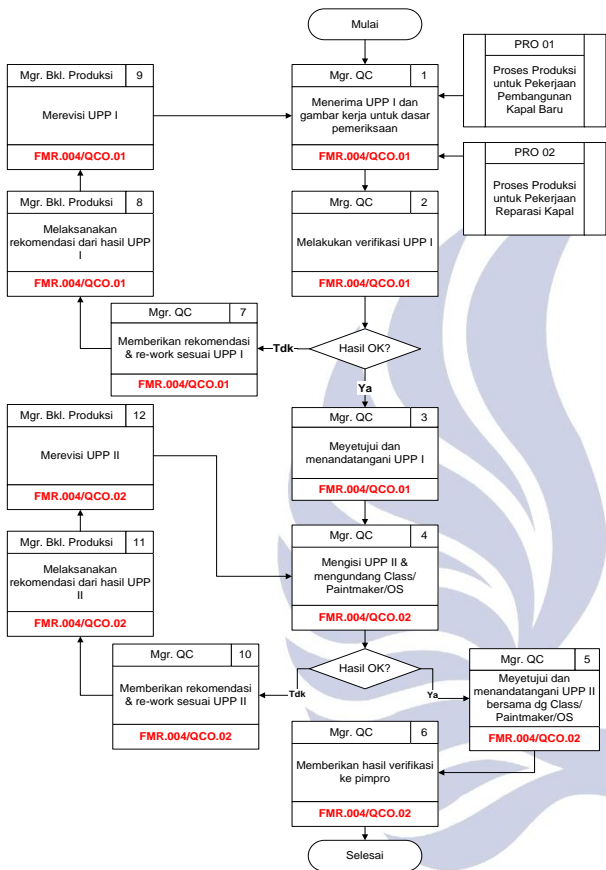 Mulai
PRO 01
Proses Produksi
untuk Pekerjaan
Pembangunan
Kapal Baru
PRO 02
Proses Produksi
untuk Pekerjaan
Reparasi Kapal
Mgr. Bkl. Produksi 9
Merevisi UPP I
FMR.004/QCO.01
Mgr. QC 1
Menerima UPP I dan
gambar kerja untuk dasar
pemeriksaan
FMR.004/QCO.01
Mgr. Bkl. Produksi 8
Melaksanakan
rekomendasi dari hasil UPP
I
FMR.004/QCO.01
Mrg. QC 2
Melakukan verifikasi UPP I
FMR.004/QCO.01
Mgr. QC 7
Memberikan rekomendasi
& re-work sesuai UPP I
FMR.004/QCO.01
Tdk
Hasil OK?
Ya
Mgr. QC 3
Meyetujui dan
menandatangani UPP I
FMR.004/QCO.01
Mgr. Bkl. Produksi 12
Merevisi UPP II
FMR.004/QCO.02
Mgr. QC 4
Mengisi UPP II &
mengundang Class/
Paintmaker/OS
FMR.004/QCO.02
Mgr. Bkl. Produksi 11
Melaksanakan
rekomendasi dari hasil UPP
II
FMR.004/QCO.02
Mgr. QC 10
Memberikan rekomendasi
& re-work sesuai UPP II
FMR.004/QCO.02
Tdk
Hasil OK?
Ya
Mgr. QC 5
Meyetujui dan
menandatangani UPP II
bersama dg Class/
Paintmaker/OS
FMR.004/QCO.02
Mgr. QC 6
Memberikan hasil verifikasi
ke pimpro
FMR.004/QCO.02
Selesai